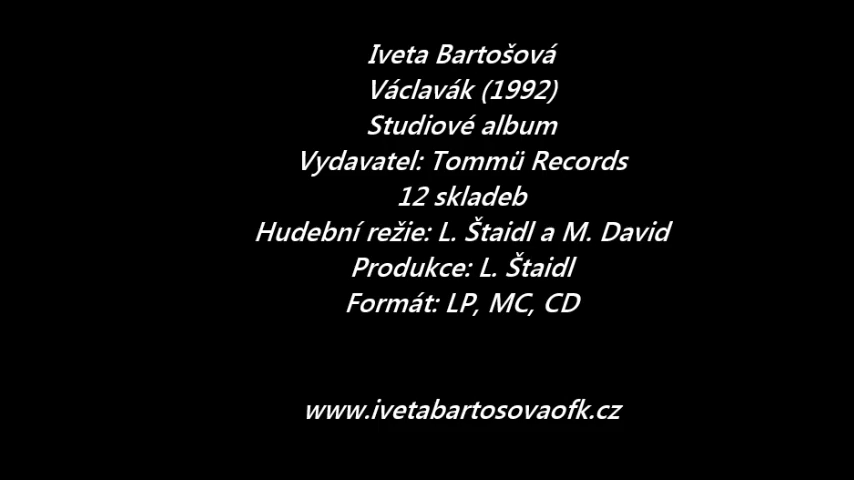 Iveta Bartošová
Václavák (1992)
Studiové album
Vydavatel: Tommü Records
12 skladeb
Hudební režie: L. Štaidl a M. David
Produkce: L. Štaidl
Formát: LP, MC, CD
www.ivetabartosovaofk.cz